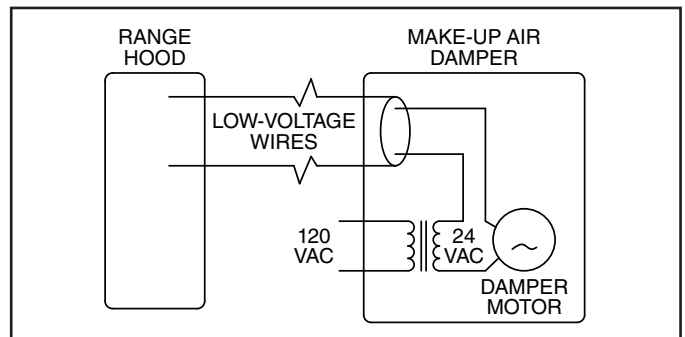 RANGE
HOOD
MAKE-UP AIR
DAMPER
LOW-VOLTAGE
WIRES
120
VAC
24
VAC
DAMPER
MOTOR